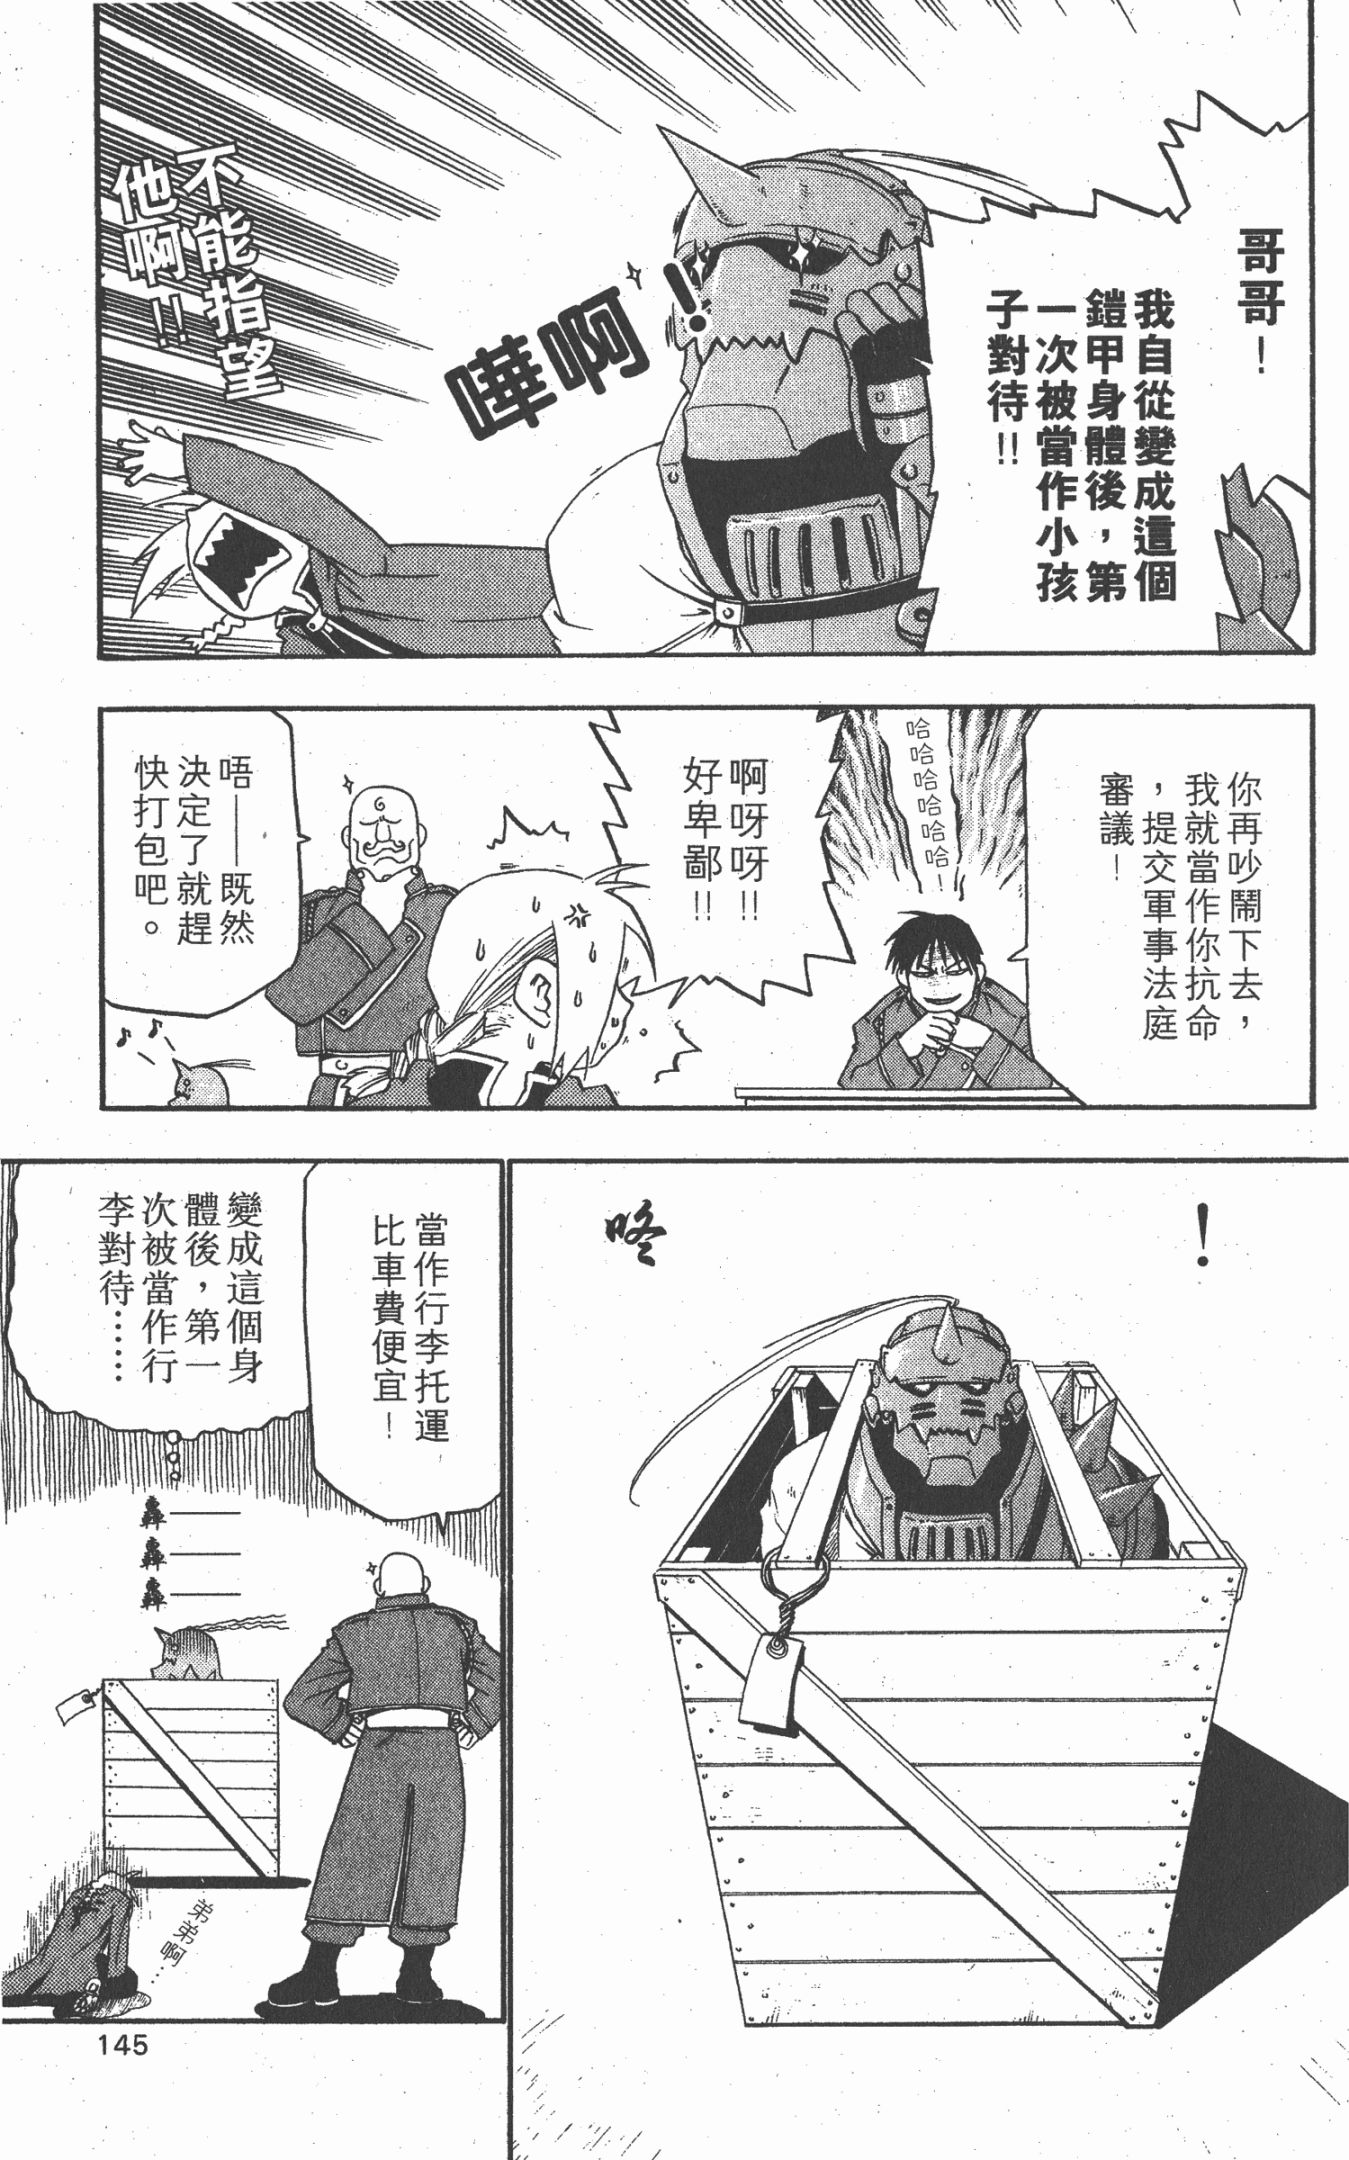 哥哥！
我自從變成這個
鎧甲身體後，第
一次被當作小孩
子對待!!
嘩啊！
不能指望
他啊!!
你再吵鬧下去，
我就當作你抗命
，提交軍事法庭
審議！
哈哈哈哈哈哈！
啊呀呀!!
好卑鄙!!
唔——既然
決定了就趕
快打包吧。
！
咚
當作行李托運
比車費便宜！
變成這個身
體後，第一
次被當作行
李對待……
轟——
轟——
轟——
弟弟啊…
145